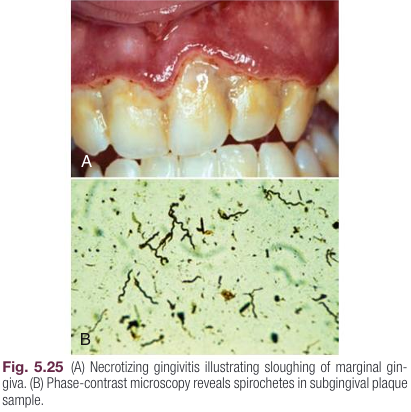 A
B
Fig. 5.25 (A) Necrotizing gingivitis illustrating sloughing of marginal gin-
giva. (B) Phase-contrast microscopy reveals spirochetes in subgingival plaque
sample.